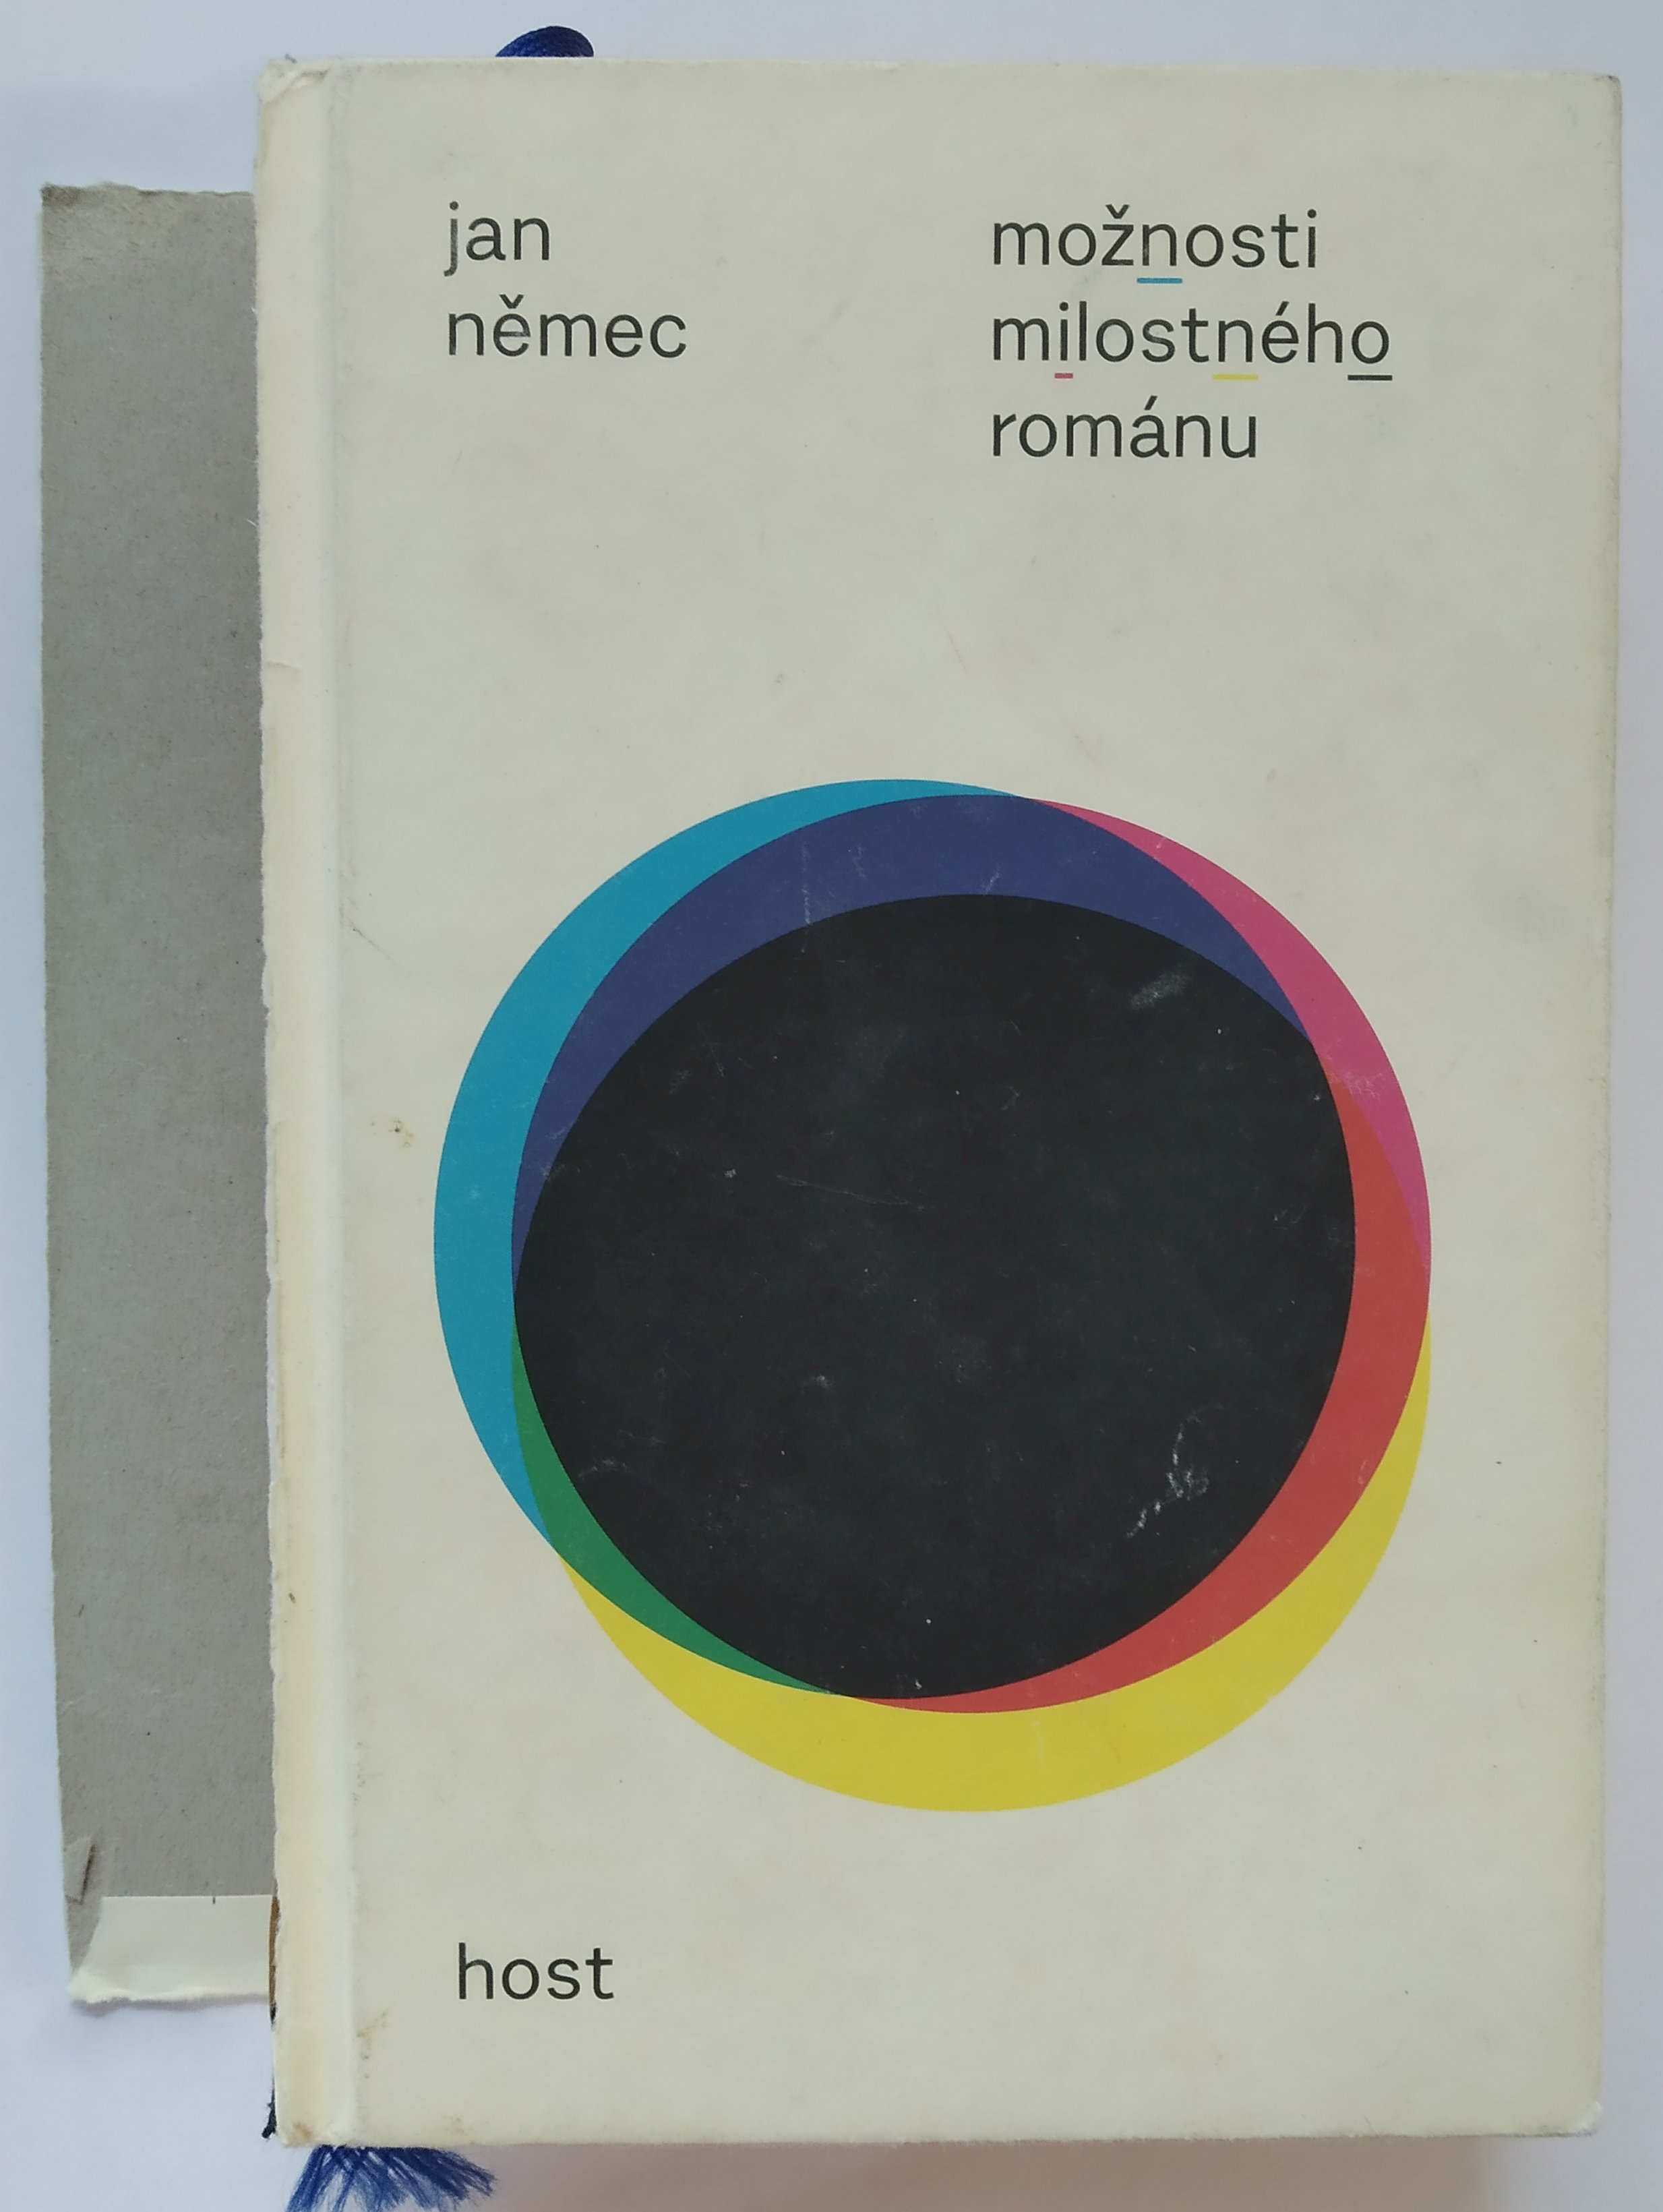 jan
němec
možnosti
milostného
románu
host